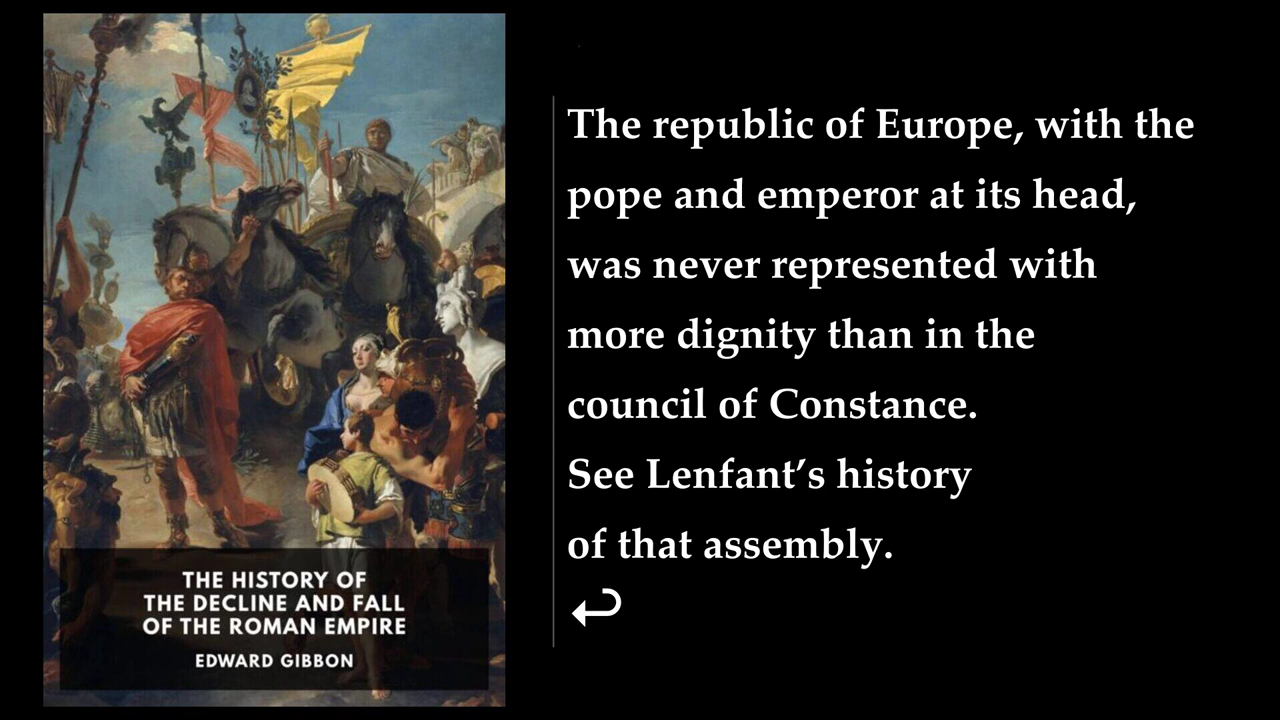 The republic of Europe, with the
pope and emperor at its head,
was never represented with
more dignity than in the
council of Constance.
See Lenfant’s history
of that assembly.
↩
THE HISTORY OF
THE DECLINE AND FALL
OF THE ROMAN EMPIRE
EDWARD GIBBON